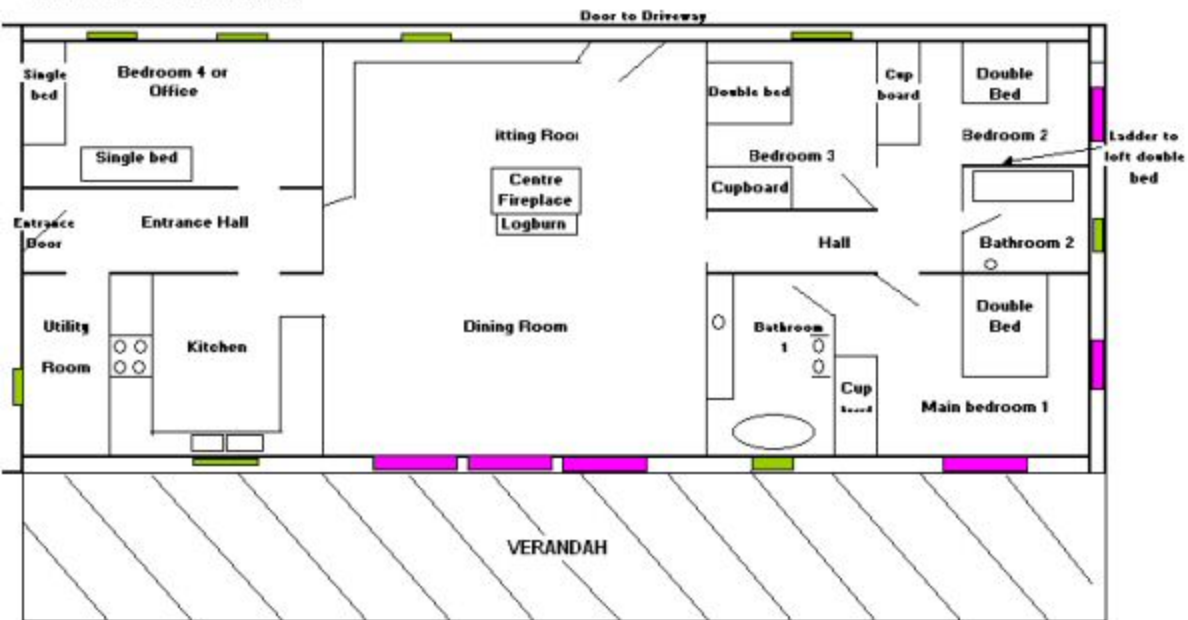 Door to Driveway
Single
bed
Bedroom 4 or
Office
Single bed
itting Roo
Centre
Fireplace
Logburn
Double bed
Bedroom 3
Cupboard
Cup
board
Double
Bed
Bedroom 2
Ladder to
loft double
bed
Entrance
Door
Entrance Hall
Hall
Bathroom 2
Utility
Room
Kitchen
Dining Room
Bathroom
1
Cup
Double
Bed
Main bedroom 1
VERANDAH